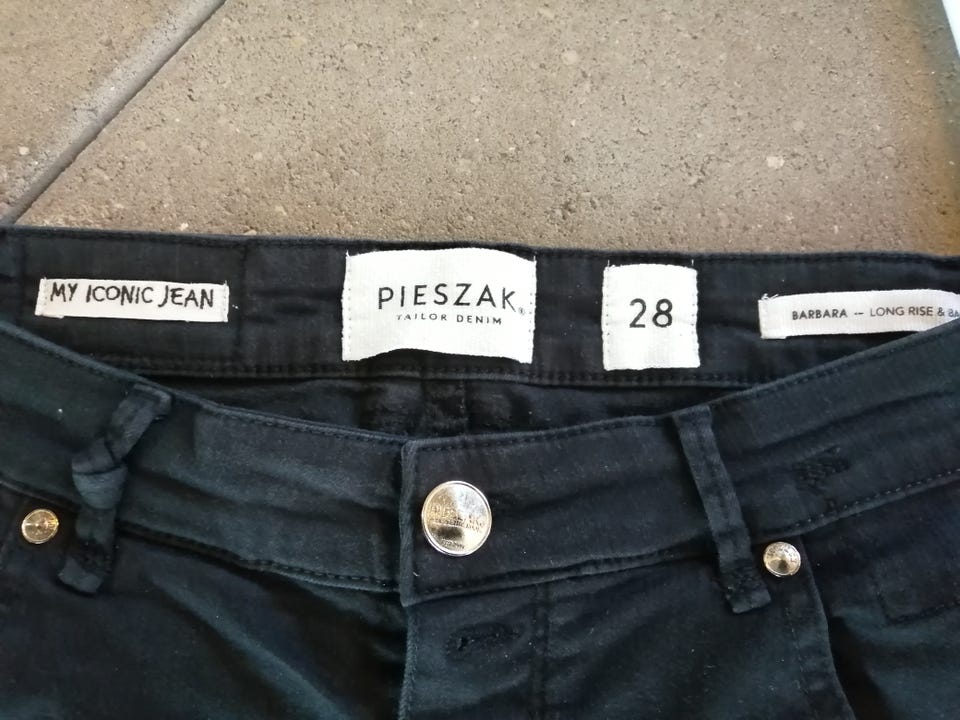 MY ICONIC JEAN
PIESZAK®
TAILOR DENIM
28
BARBARA -- LONG RISE &